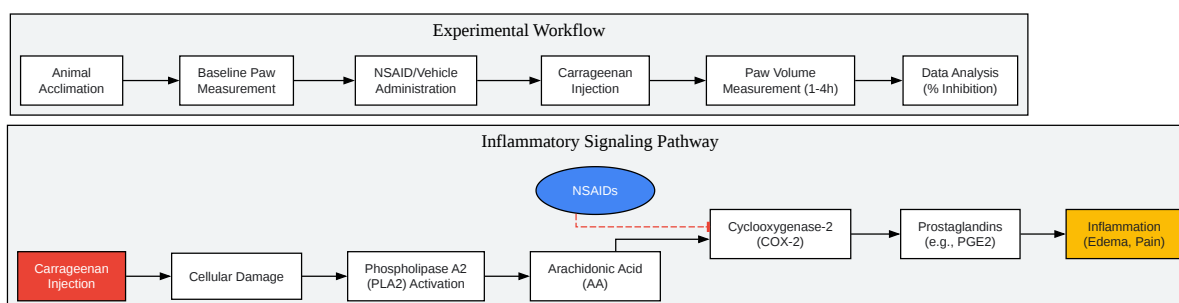 Experimental Workflow
Animal
Acclimation
Baseline Paw
Measurement
NSAID/Vehicle
Administration
Carrageenan
Injection
Paw Volume
Measurement (1-4h)
Data Analysis
(% Inhibition)
Inflammatory Signaling Pathway
NSAIDs
Carrageenan
Injection
Cellular Damage
Phospholipase A2
(PLA2) Activation
Arachidonic Acid
(AA)
Cyclooxygenase-2
(COX-2)
Prostaglandins
(e.g., PGE2)
Inflammation
(Edema, Pain)